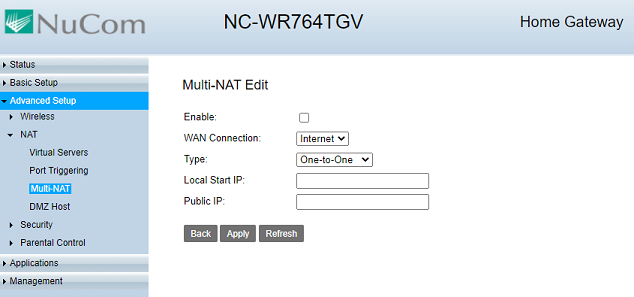 NuCom
NC-WR764TGV
Home Gateway
Status
Basic Setup
Advanced Setup
Wireless
NAT
Virtual Servers
Port Triggering
Multi-NAT
DMZ Host
Security
Parental Control
Applications
Management
Multi-NAT Edit
Enable:
WAN Connection: Internet
Type: One-to-One
Local Start IP:
Public IP:
Back Apply Refresh